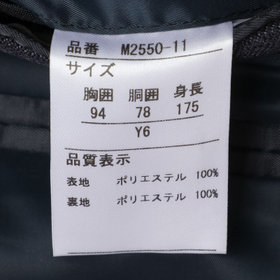 品番 M2550-11
サイズ
胸囲 胴囲 身長
94 78 175
Y6
品質表示
表地 ポリエステル 100%
裏地 ポリエステル 100%